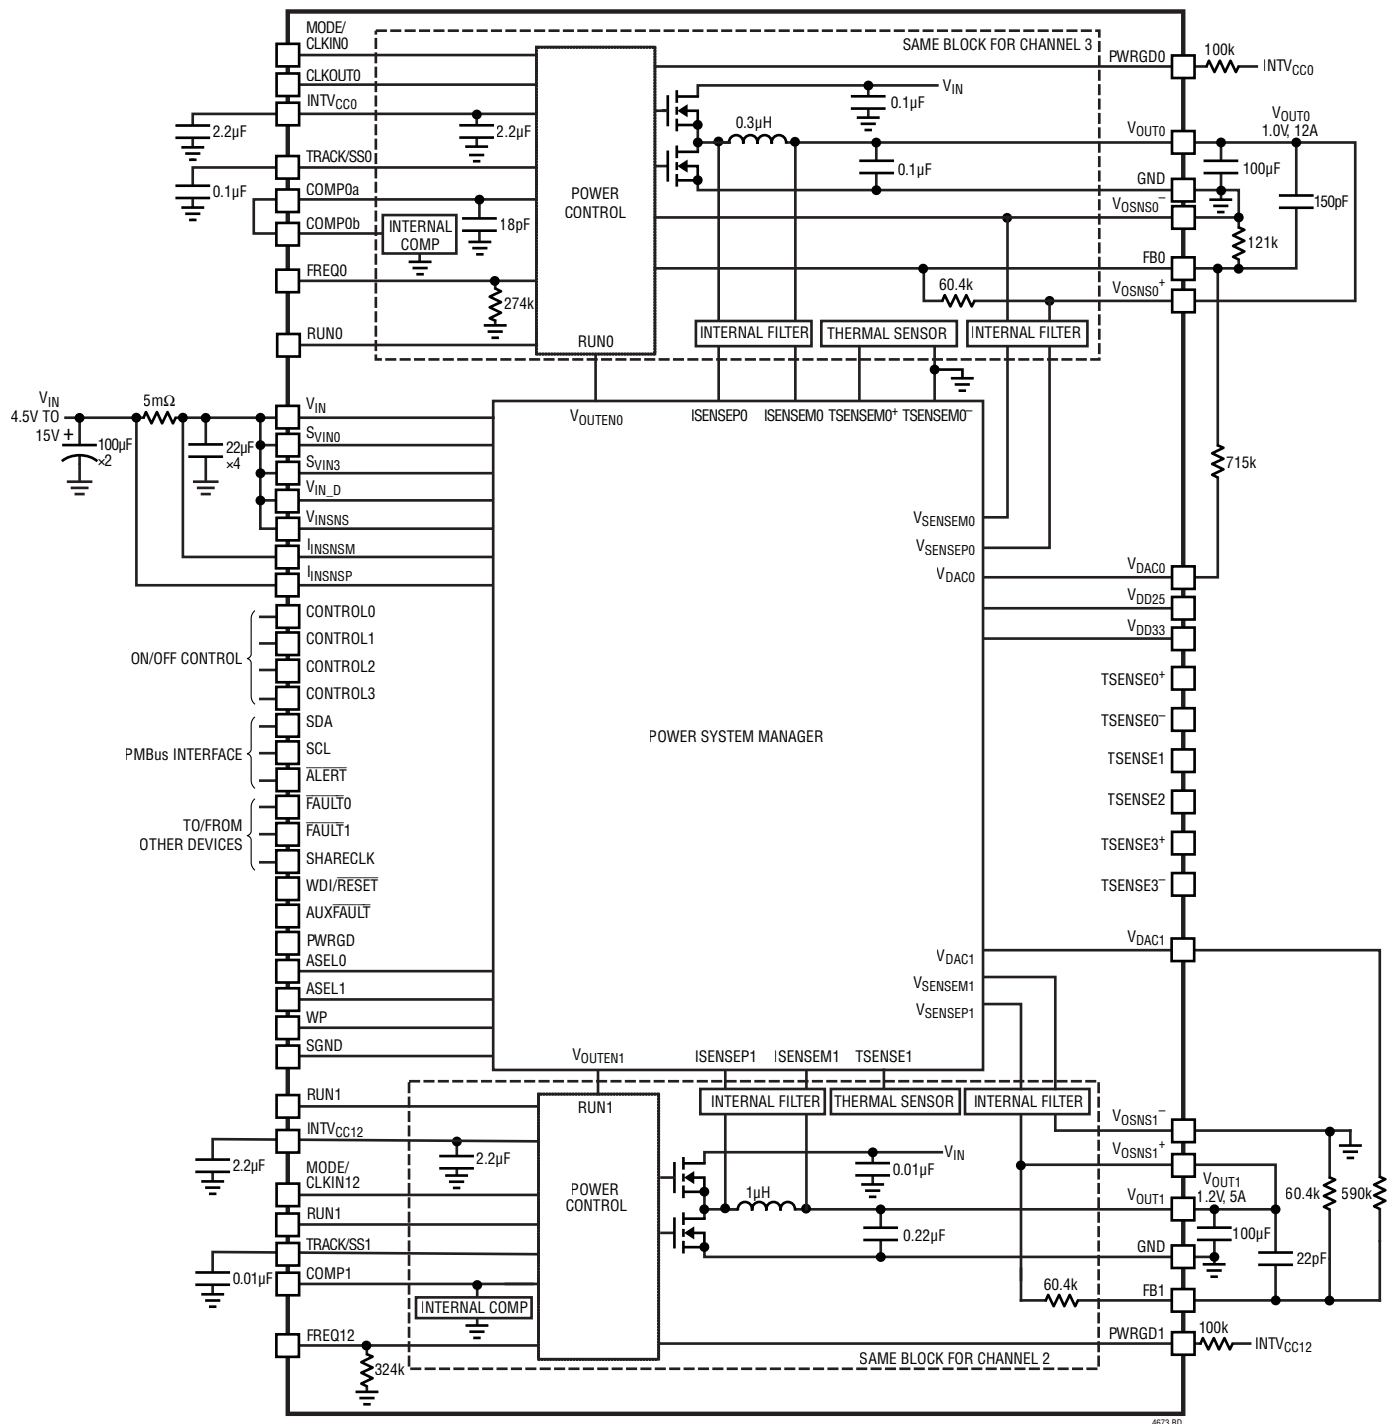 MODE/
CLKIN0
CLKOUT0
INTVCC0
2.2µF
2.2µF
TRACK/SS0
0.1µF
COMP0a
COMP0b
INTERNAL
COMP
18pF
FREQ0
274k
RUN0
POWER
CONTROL
RUN0
SAME BLOCK FOR CHANNEL 3
VIN
0.1µF
0.3µH
0.1µF
60.4k
INTERNAL FILTER
THERMAL SENSOR
INTERNAL FILTER
PWRGD0
100k
INTVCC0
VOUT0
VOUT0
1.0V, 12A
GND
100µF
150pF
VOSNS0–
121k
FB0
VOSNS0+
715k
VIN
4.5V TO
15V
+
100µF
×2
5mΩ
22µF
×4
VIN
SVIN0
SVIN3
VIN_D
VINSNS
IINSNSM
IINSNSP
ON/OFF CONTROL
CONTROL0
CONTROL1
CONTROL2
CONTROL3
PMBus INTERFACE
SDA
SCL
ALERT
TO/FROM
OTHER DEVICES
FAULT0
FAULT1
SHARECLK
WDI/RESET
AUXFAULT
PWRGD
ASEL0
ASEL1
WP
SGND
VOUTEN0
ISENSEP0
ISENSEM0
TSENSEM0+
TSENSEM0–
VSENSEM0
VSENSEP0
VDAC0
POWER SYSTEM MANAGER
VDAC1
VSENSEM1
VSENSEP1
VOUTEN1
ISENSEP1
ISENSEM1
TSENSE1
VDAC0
VDD25
VDD33
TSENSE0+
TSENSE0–
TSENSE1
TSENSE2
TSENSE3+
TSENSE3–
VDAC1
RUN1
INTVCC12
2.2µF
2.2µF
MODE/
CLKIN12
RUN1
TRACK/SS1
0.01µF
COMP1
INTERNAL COMP
FREQ12
324k
RUN1
POWER
CONTROL
INTERNAL FILTER
THERMAL SENSOR
INTERNAL FILTER
VIN
0.01µF
1µH
0.22µF
60.4k
SAME BLOCK FOR CHANNEL 2
VOSNS1–
VOSNS1+
VOUT1
VOUT1
1.2V, 5A
60.4k
590k
GND
100µF
22pF
FB1
PWRGD1
100k
INTVCC12
4673 BD